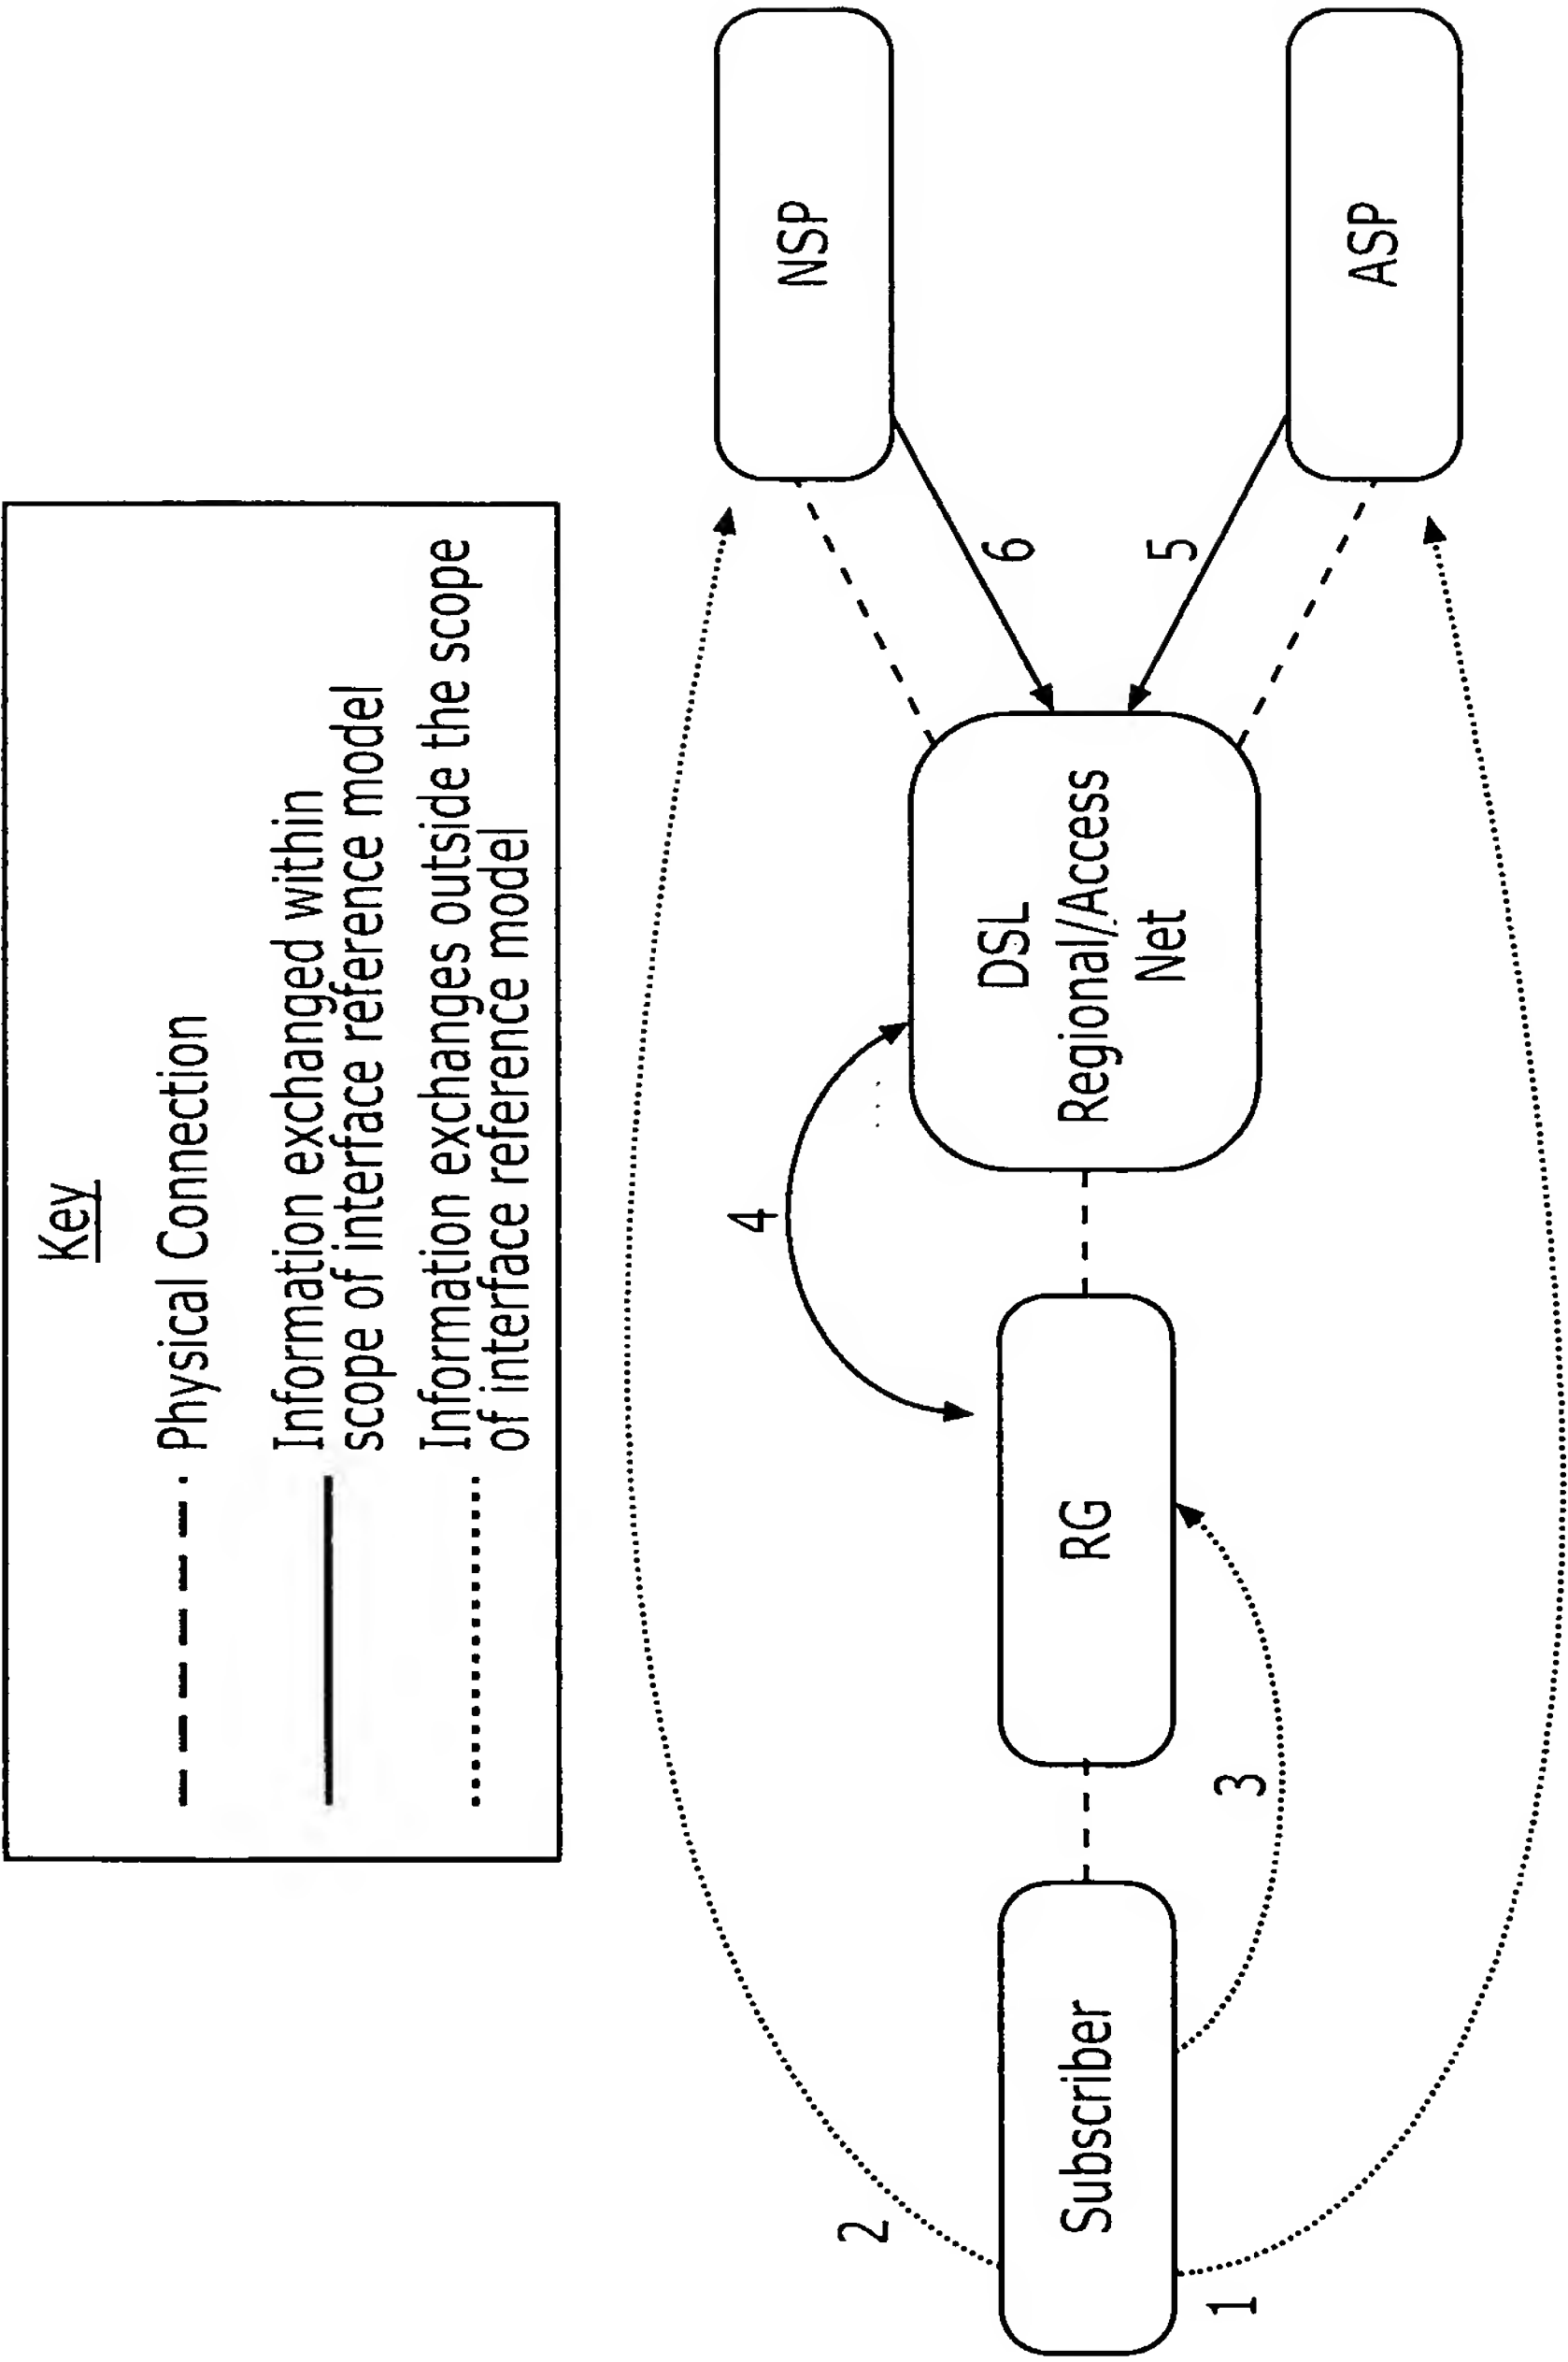 Key
Physical Connection
Information exchanged within
scope of interface reference model
Information exchanges outside the scope
of interface reference model
NSP
ASP
6
5
DSL
Regional/Access
Net
4
RG
3
Subscriber
2
1